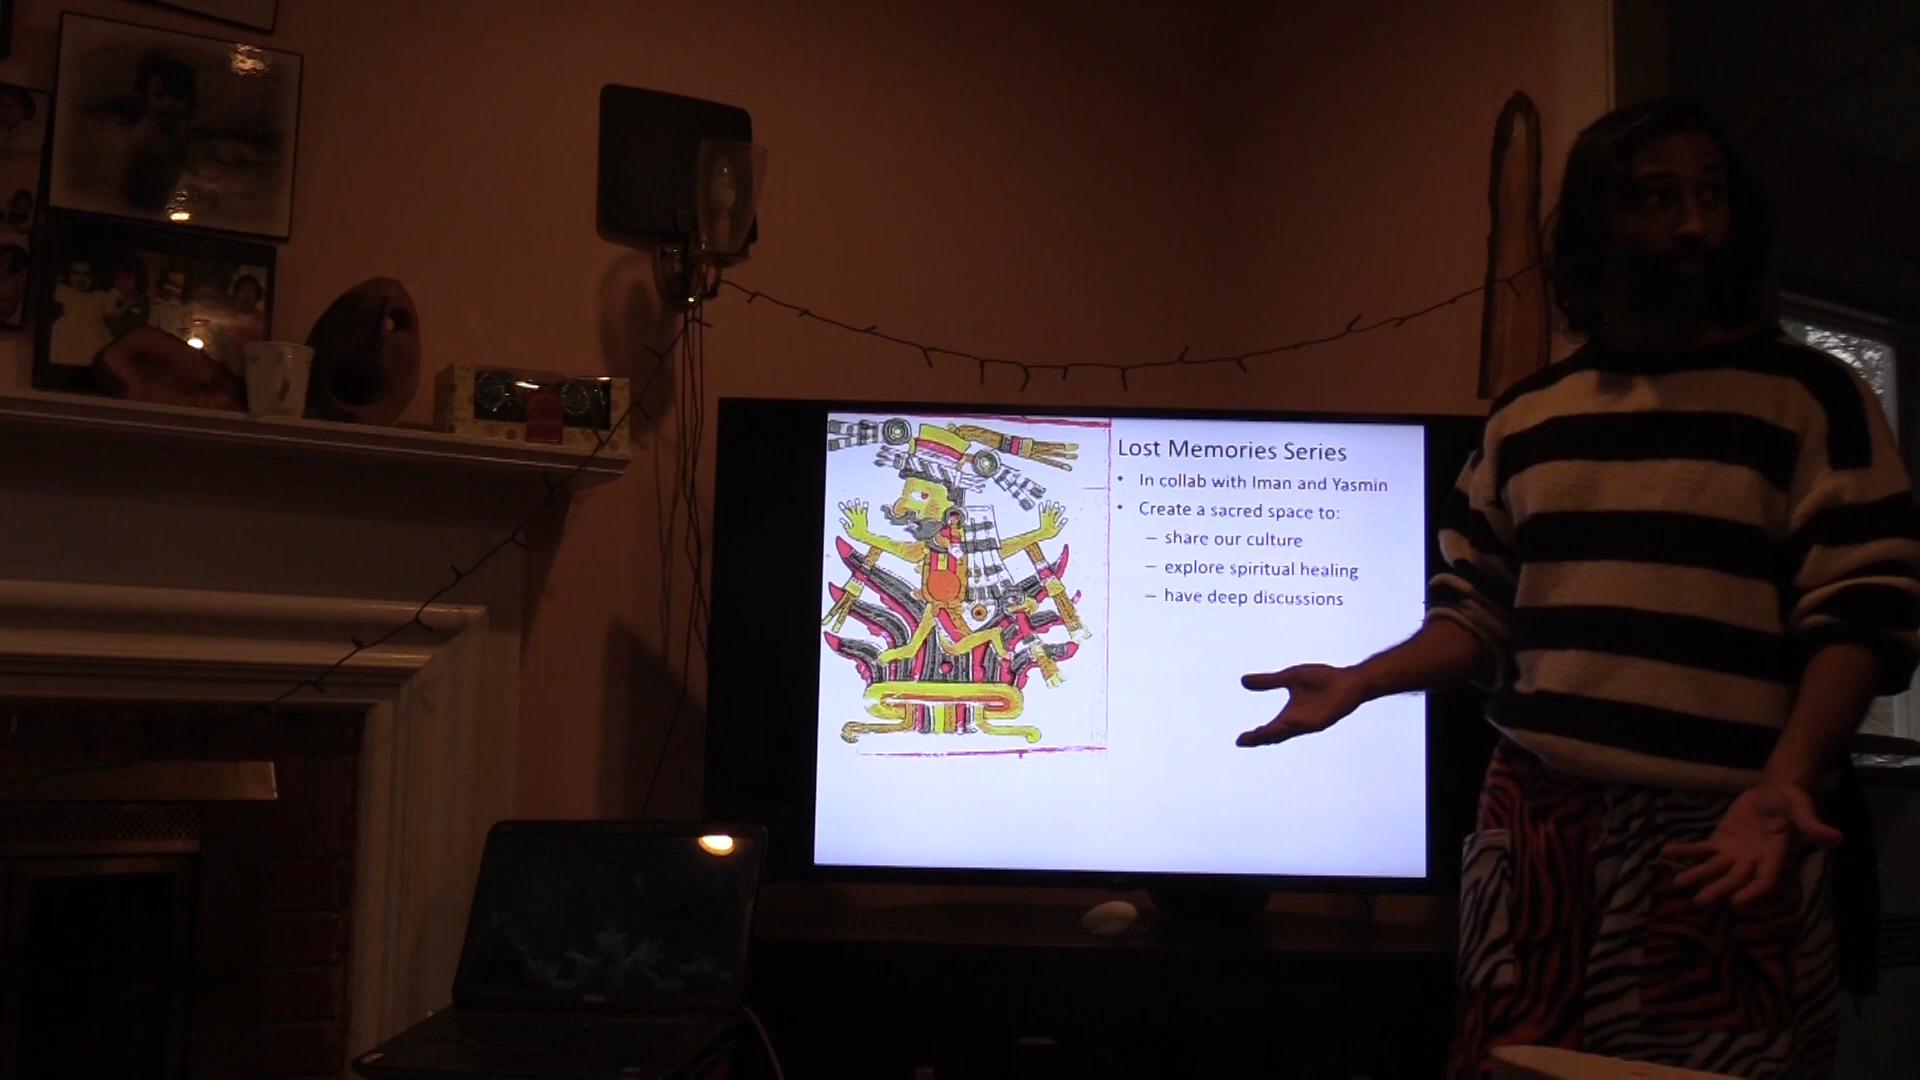 Lost Memories Series
• In collab with Iman and Yasmin
• Create a sacred space to:
– share our culture
– explore spiritual healing
– have deep discussions